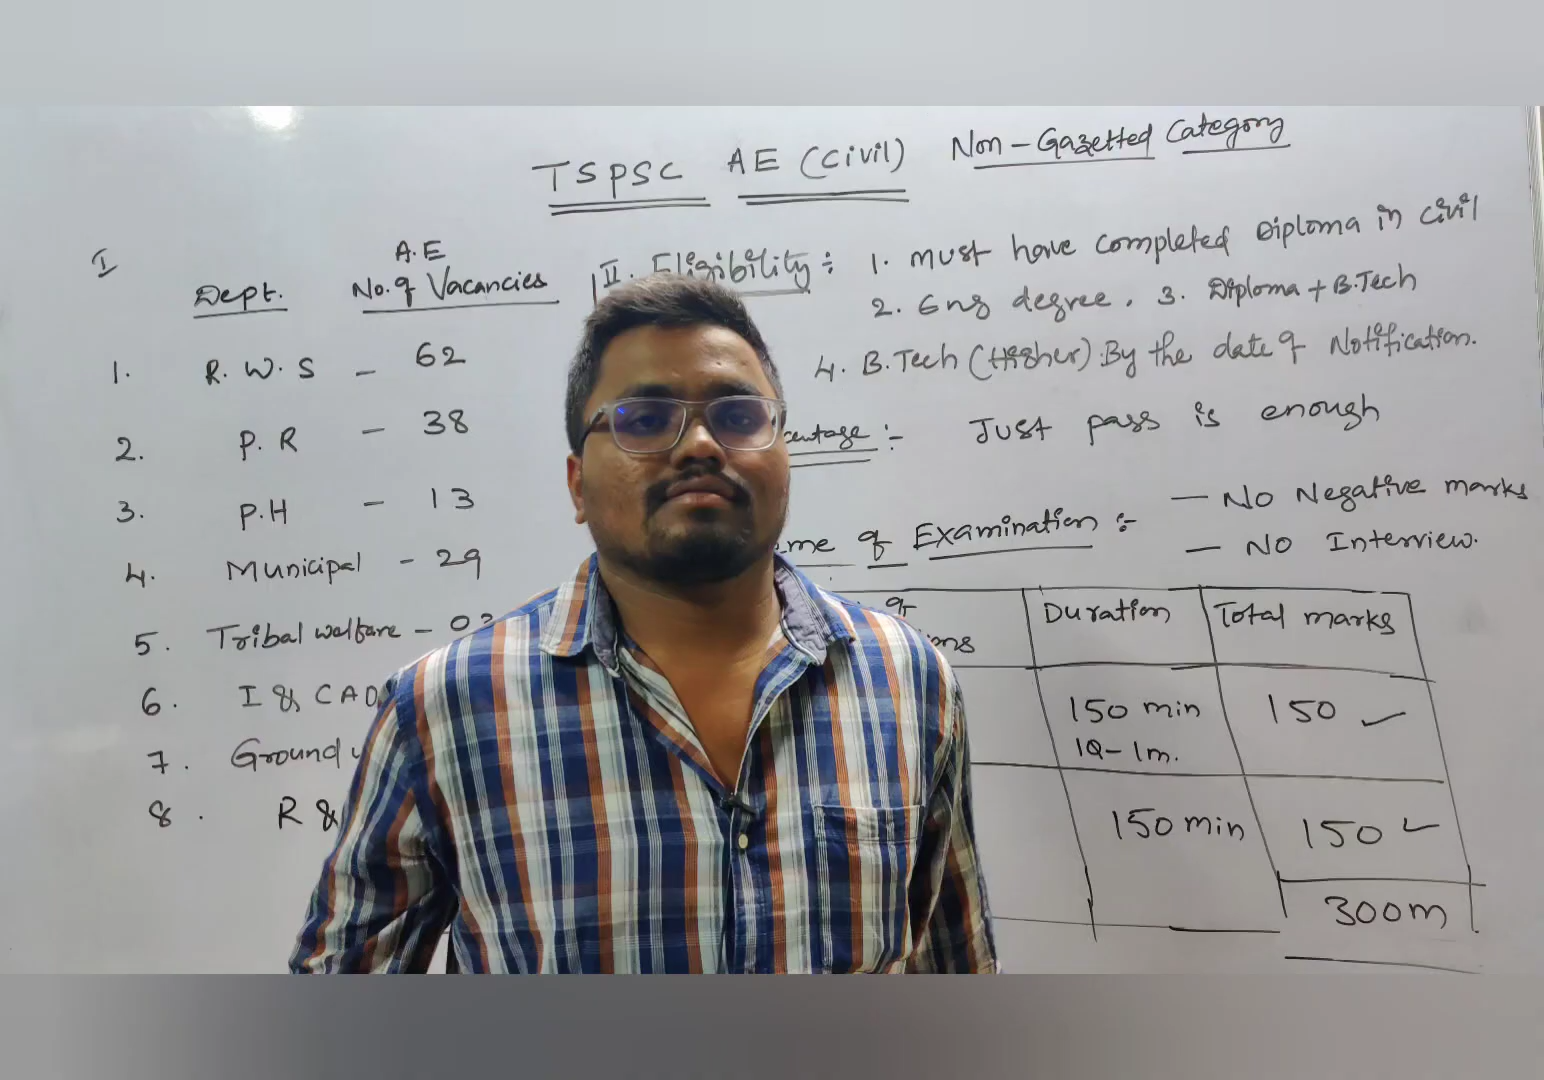 TSPSC AE (Civil) Non-Gazetted Category
I
Dept. A.E
No. of Vacancies
1. R.W.S - 62
2. P.R - 38
3. P.H - 13
4. Municipal - 29
5. Tribal welfare -
6. I & CAD
7. Ground
8. R &
II. Eligibility :- 1. Must have completed Diploma in Civil
2. Eng degree. 3. Diploma + B.Tech
4. B.Tech (Higher) By the date of Notification.
:- Just pass is enough
of Examination :- - No Negative marks
- No Interview.
Duration Total marks
150 min 150
1Q-1m.
150 min 150
300m